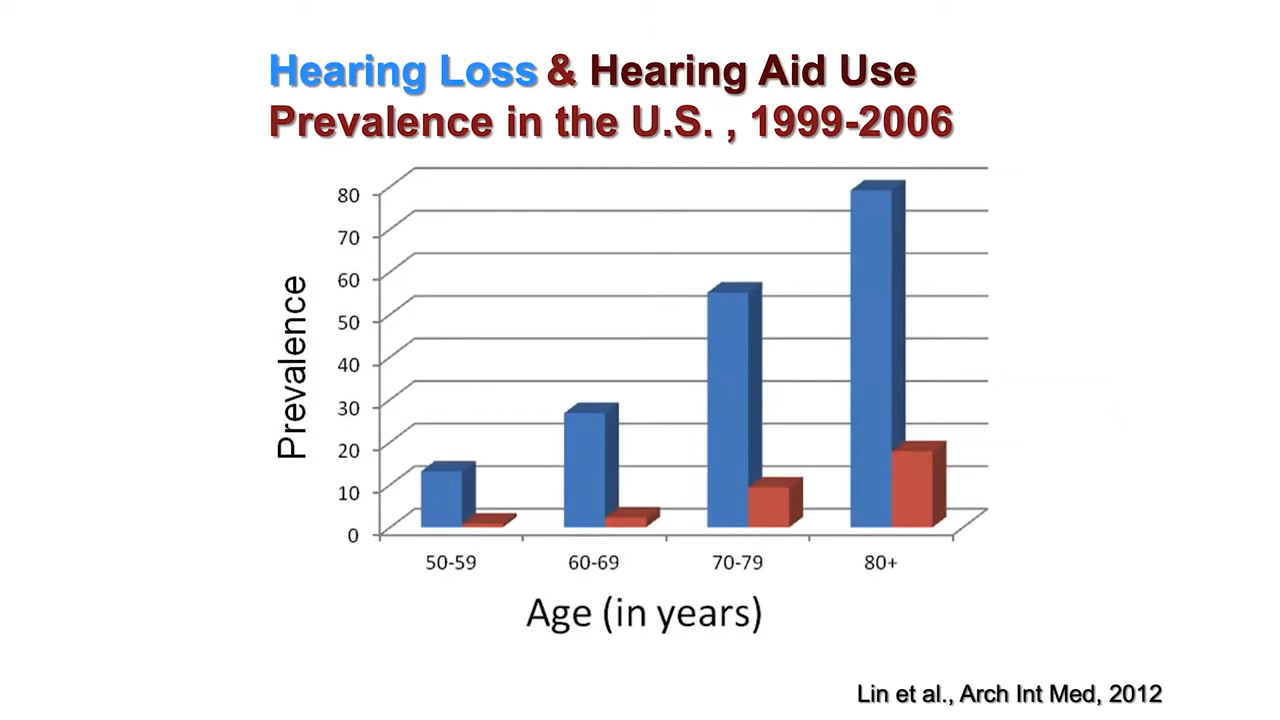 Hearing Loss & Hearing Aid Use
Prevalence in the U.S. , 1999-2006
80
70
60
50
40
30
20
10
0
Prevalence
50-59 60-69 70-79 80+
Age (in years)
Lin et al., Arch Int Med, 2012